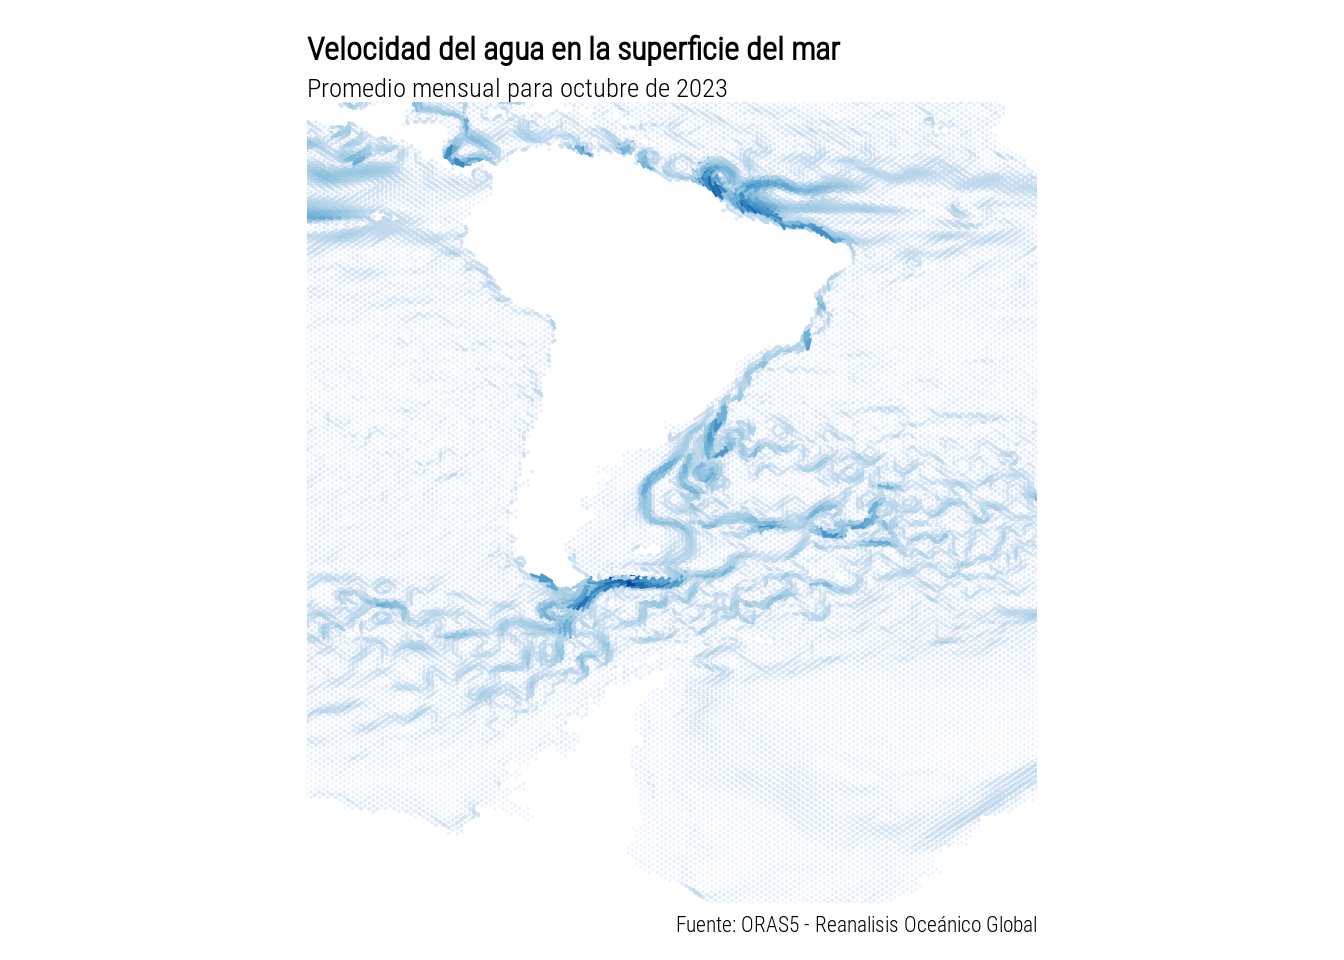 Velocidad del agua en la superficie del mar
Promedio mensual para octubre de 2023
Fuente: ORAS5 - Reanalisis Oceánico Global